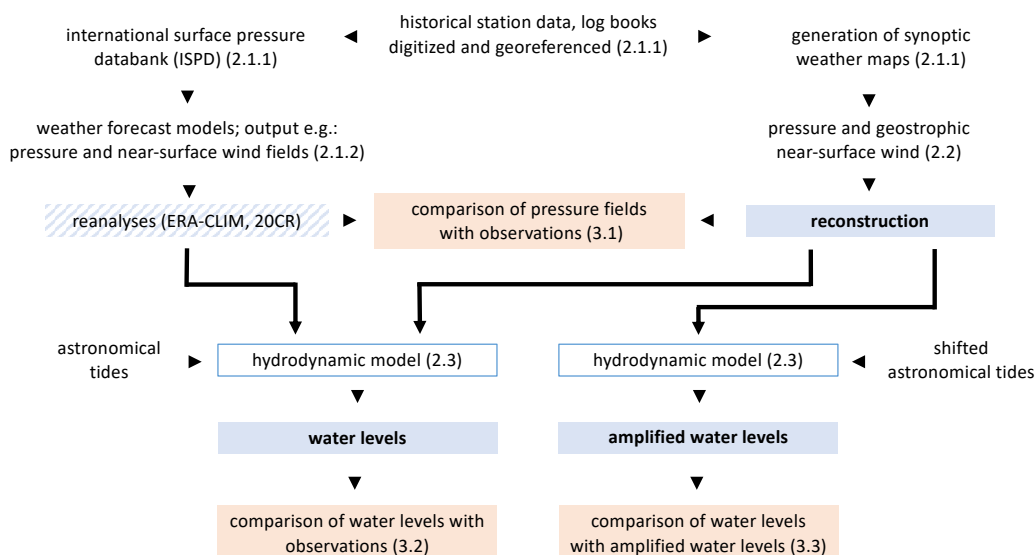 historical station data, log books
digitized and georeferenced (2.1.1)
international surface pressure
databank (ISPD) (2.1.1)
generation of synoptic
weather maps (2.1.1)
weather forecast models; output e.g.:
pressure and near-surface wind fields (2.1.2)
pressure and geostrophic
near-surface wind (2.2)
reanalyses (ERA-CLIM, 20CR)
comparison of pressure fields
with observations (3.1)
reconstruction
astronomical
tides
hydrodynamic model (2.3)
hydrodynamic model (2.3)
shifted
astronomical tides
water levels
amplified water levels
comparison of water levels with
observations (3.2)
comparison of water levels
with amplified water levels (3.3)